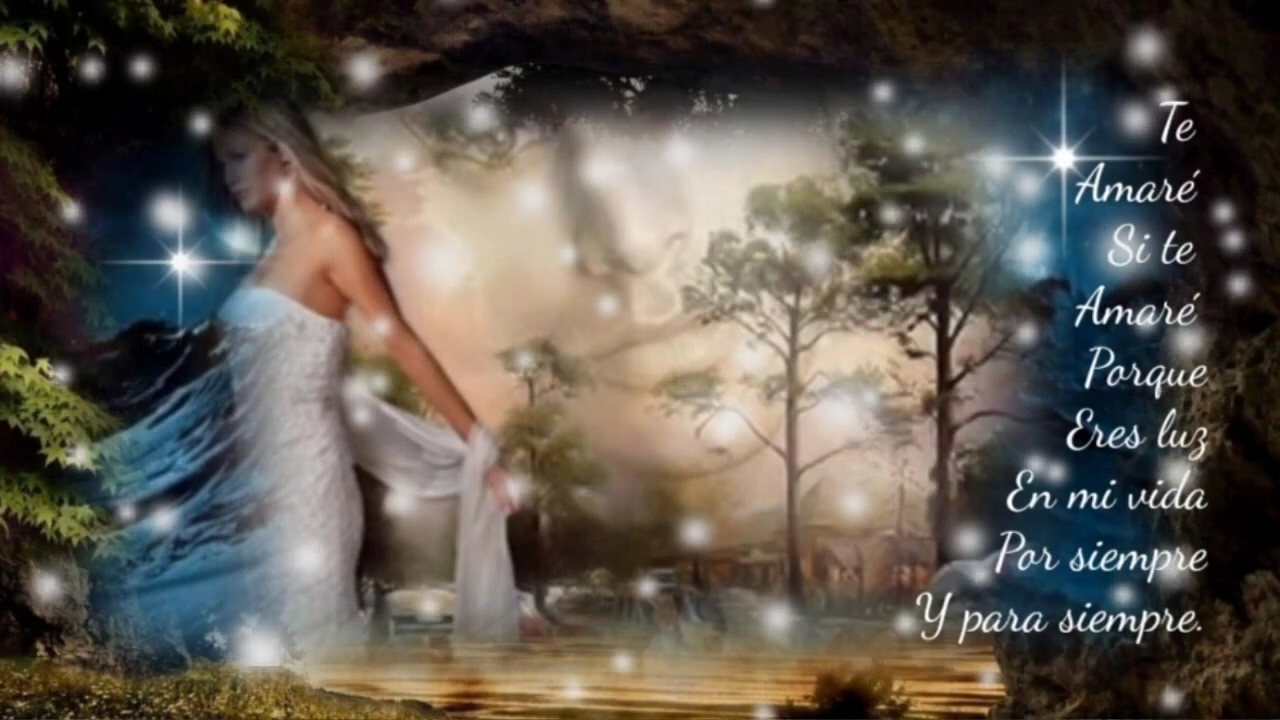 Te
Amaré
Si te
Amaré
Porque
Eres luz
En mi vida
Por siempre
Y para siempre.